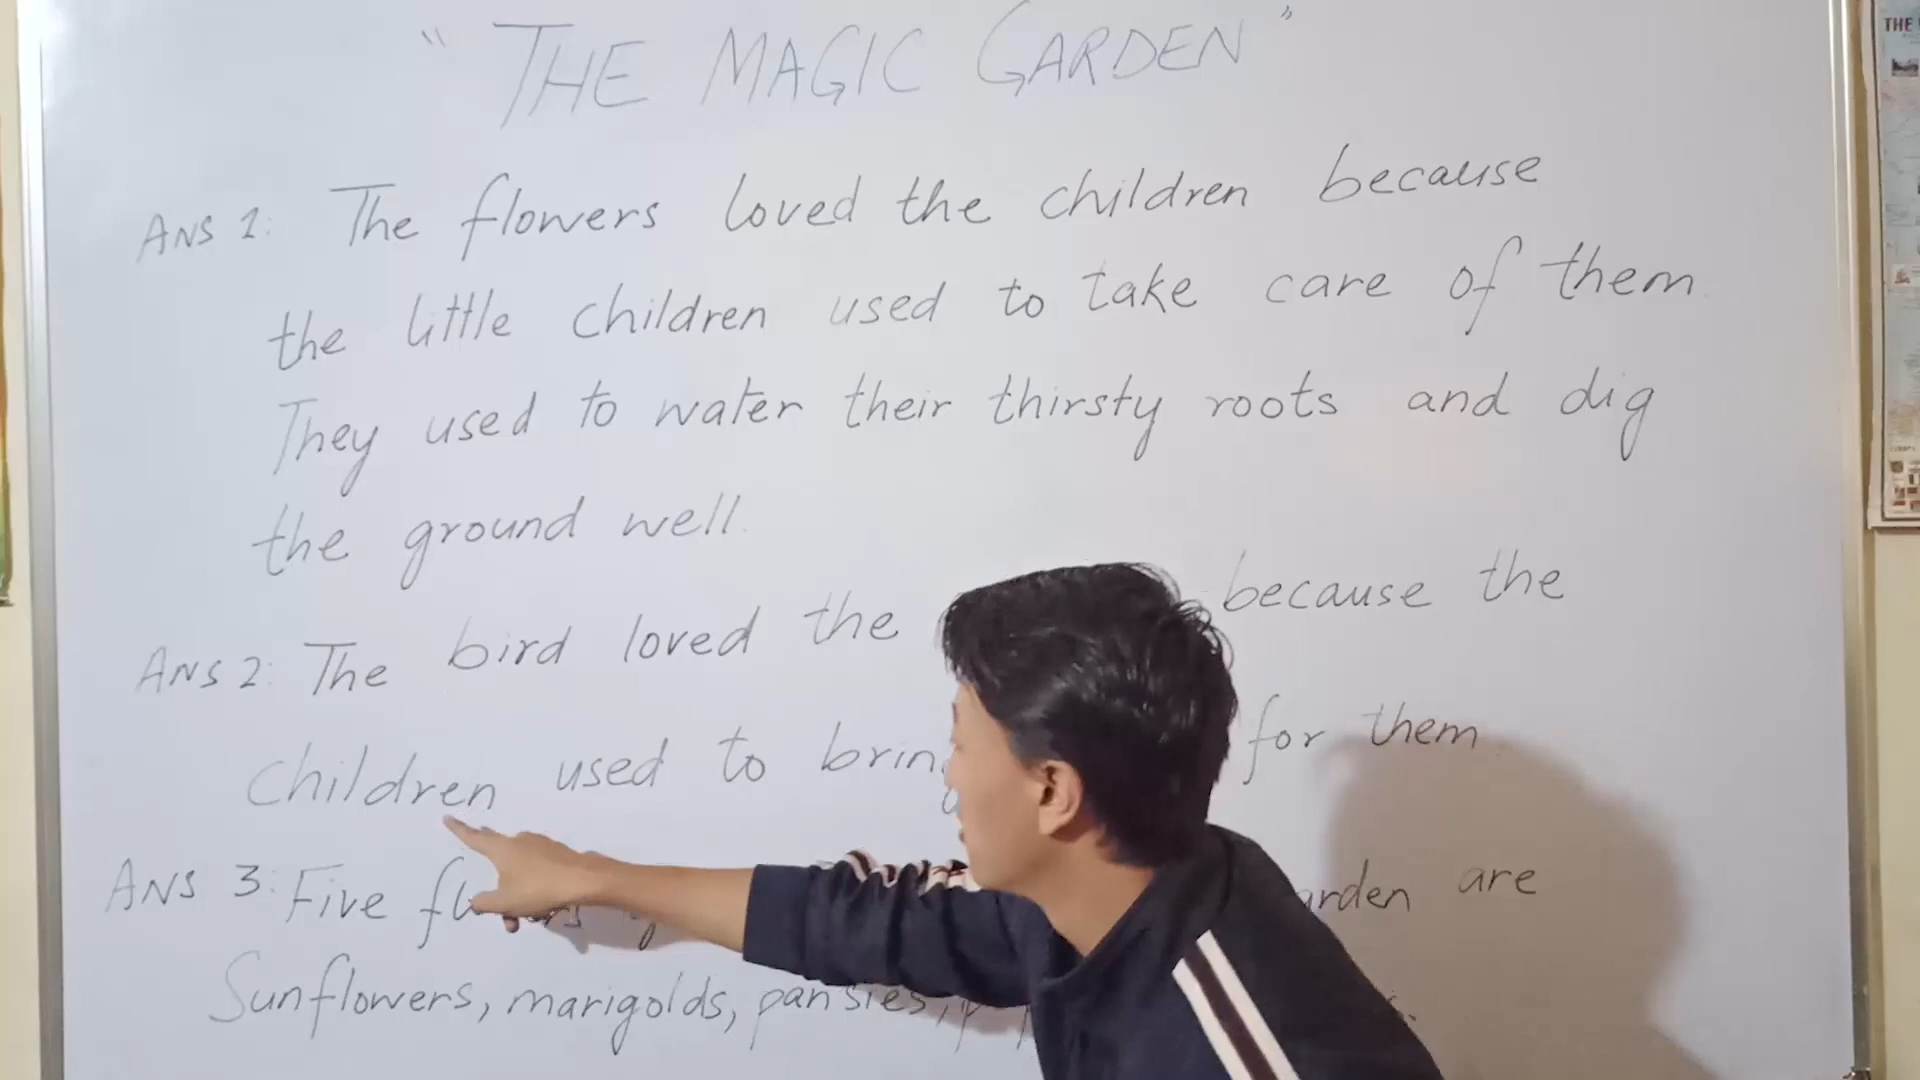 " THE MAGIC GARDEN "
ANS 1: The flowers loved the children because
the little children used to take care of them
They used to water their thirsty roots and dig
the ground well.
ANS 2: The bird loved the because the
children used to bring for them
ANS 3: Five are
Sunflowers, marigolds, pansies,
THE